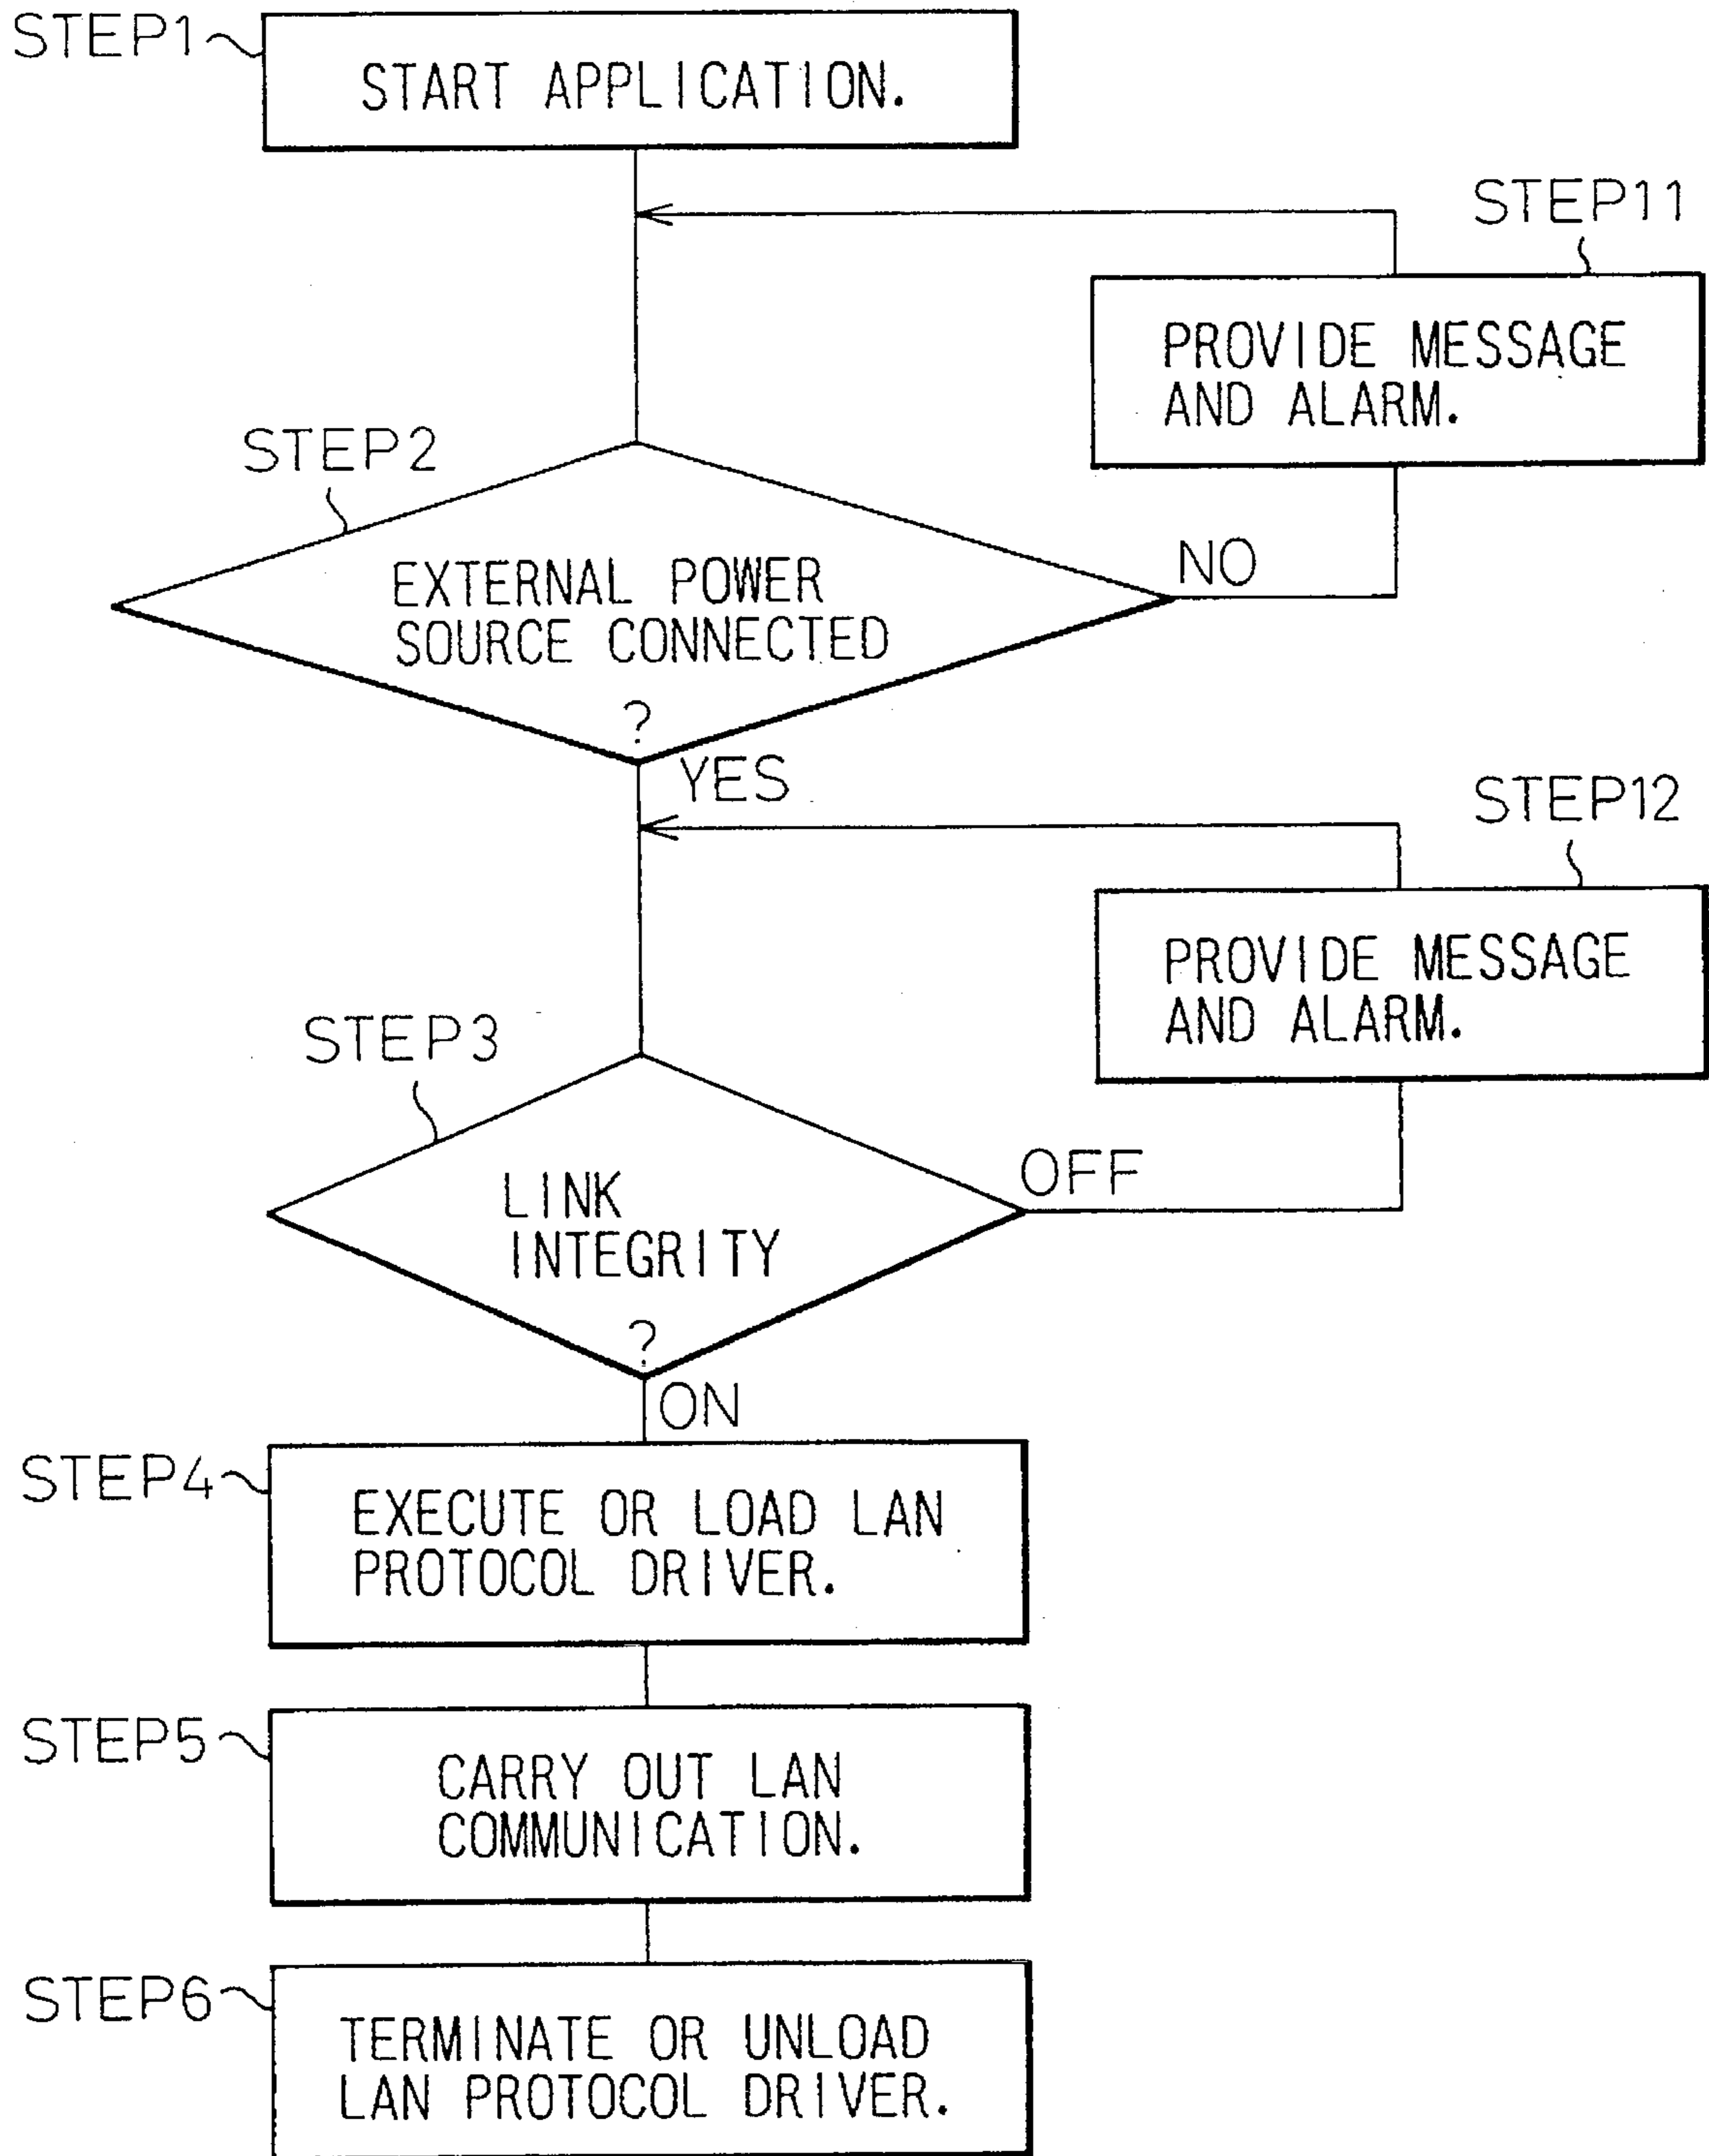 STEP1
START APPLICATION.
STEP11
PROVIDE MESSAGE
AND ALARM.
STEP2
EXTERNAL POWER
SOURCE CONNECTED
?
NO
YES
STEP12
PROVIDE MESSAGE
AND ALARM.
STEP3
LINK
INTEGRITY
?
OFF
ON
STEP4
EXECUTE OR LOAD LAN
PROTOCOL DRIVER.
STEP5
CARRY OUT LAN
COMMUNICATION.
STEP6
TERMINATE OR UNLOAD
LAN PROTOCOL DRIVER.